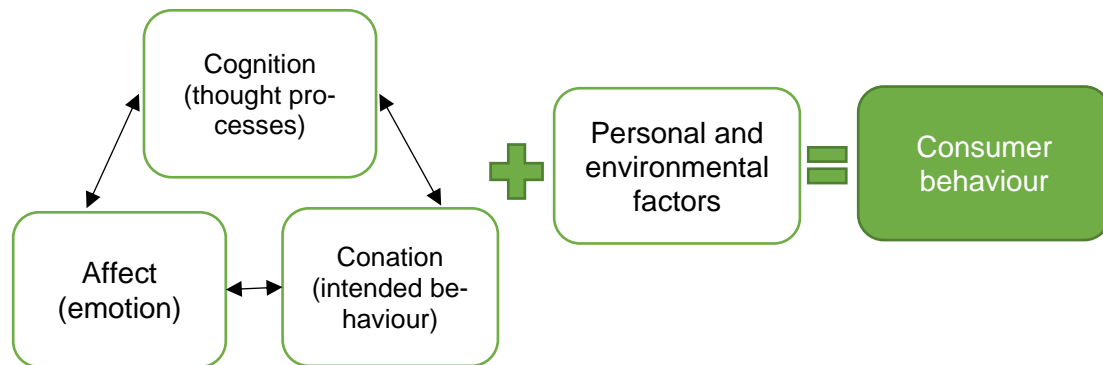 Cognition
(thought pro-
cesses)
Affect
(emotion)
Conation
(intended be-
haviour)
Personal and
environmental
factors
Consumer
behaviour